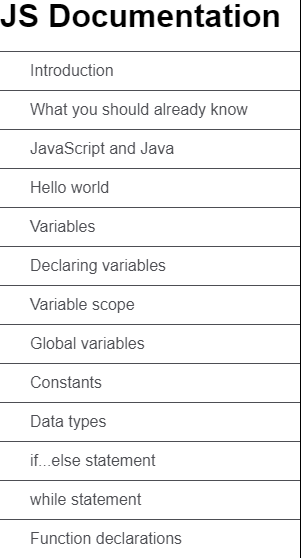 JS Documentation
Introduction
What you should already know
JavaScript and Java
Hello world
Variables
Declaring variables
Variable scope
Global variables
Constants
Data types
if...else statement
while statement
Function declarations